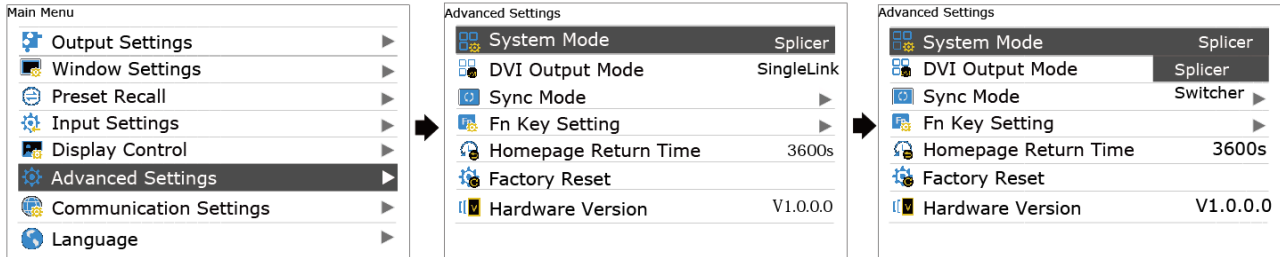 Main Menu
Output Settings
Window Settings
Preset Recall
Input Settings
Display Control
Advanced Settings
Communication Settings
Language
Advanced Settings
System Mode Splicer
DVI Output Mode SingleLink
Sync Mode
Fn Key Setting
Homepage Return Time 3600s
Factory Reset
Hardware Version V1.0.0.0
Advanced Settings
System Mode Splicer
DVI Output Mode Splicer
Sync Mode Switcher
Fn Key Setting
Homepage Return Time 3600s
Factory Reset
Hardware Version V1.0.0.0